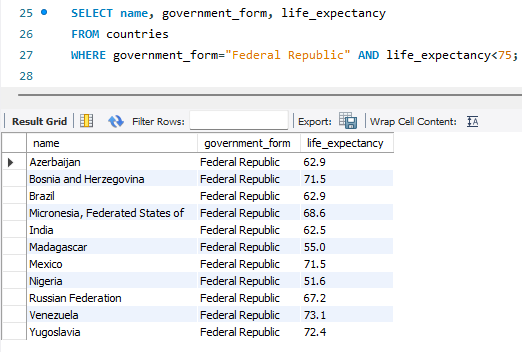 25 SELECT name, government_form, life_expectancy
26 FROM countries
27 WHERE government_form="Federal Republic" AND life_expectancy<75;
28
Result Grid Filter Rows: Export: Wrap Cell Content:
name government_form life_expectancy
Azerbaijan Federal Republic 62.9
Bosnia and Herzegovina Federal Republic 71.5
Brazil Federal Republic 62.9
Micronesia, Federated States of Federal Republic 68.6
India Federal Republic 62.5
Madagascar Federal Republic 55.0
Mexico Federal Republic 71.5
Nigeria Federal Republic 51.6
Russian Federation Federal Republic 67.2
Venezuela Federal Republic 73.1
Yugoslavia Federal Republic 72.4